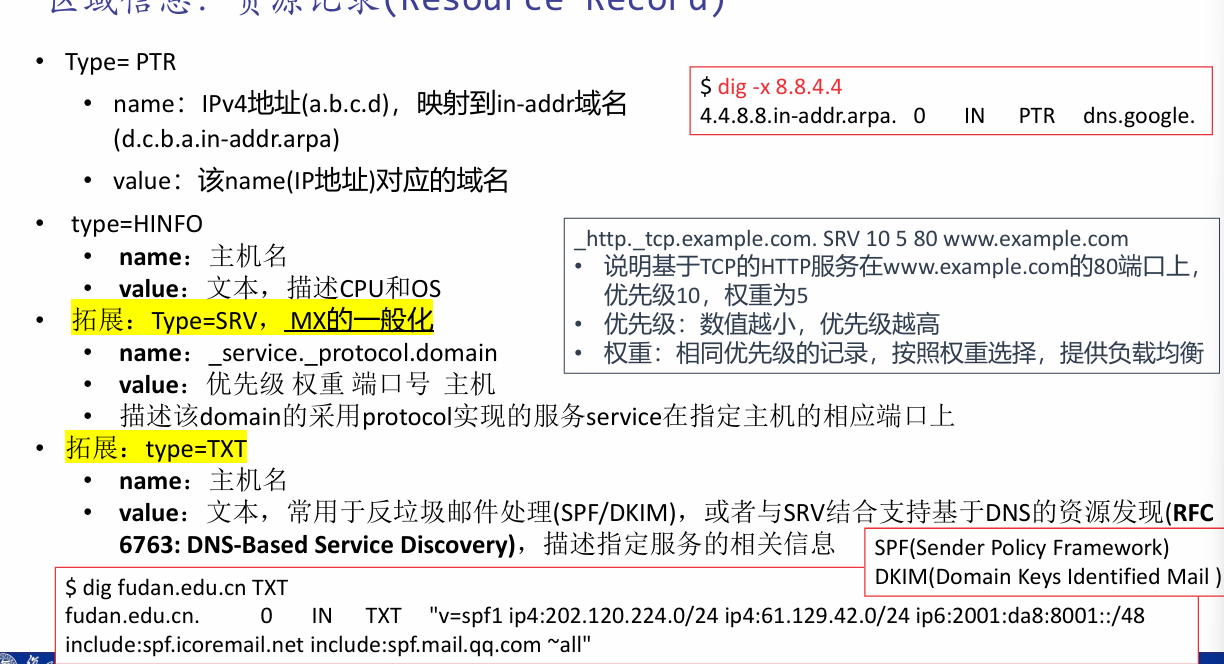 区域信息：资源记录(Resource Record)
• Type= PTR
• name：IPv4地址(a.b.c.d)，映射到in-addr域名
(d.c.b.a.in-addr.arpa)
• value：该name(IP地址)对应的域名
$ dig -x 8.8.4.4
4.4.8.8.in-addr.arpa. 0 IN PTR dns.google.
• type=HINFO
• name：主机名
• value：文本，描述CPU和OS
• 拓展：Type=SRV， MX的一般化
• name：_service._protocol.domain
• value：优先级 权重 端口号 主机
• 描述该domain的采用protocol实现的服务service在指定主机的相应端口上
_http._tcp.example.com. SRV 10 5 80 www.example.com
• 说明基于TCP的HTTP服务在www.example.com的80端口上，
优先级10，权重为5
• 优先级：数值越小，优先级越高
• 权重：相同优先级的记录，按照权重选择，提供负载均衡
• 拓展：type=TXT
• name：主机名
• value：文本，常用于反垃圾邮件处理(SPF/DKIM)，或者与SRV结合支持基于DNS的资源发现(RFC
6763: DNS-Based Service Discovery)，描述指定服务的相关信息
SPF(Sender Policy Framework)
DKIM(Domain Keys Identified Mail )
$ dig fudan.edu.cn TXT
fudan.edu.cn. 0 IN TXT "v=spf1 ip4:202.120.224.0/24 ip4:61.129.42.0/24 ip6:2001:da8:8001::/48
include:spf.icoremail.net include:spf.mail.qq.com ~all"